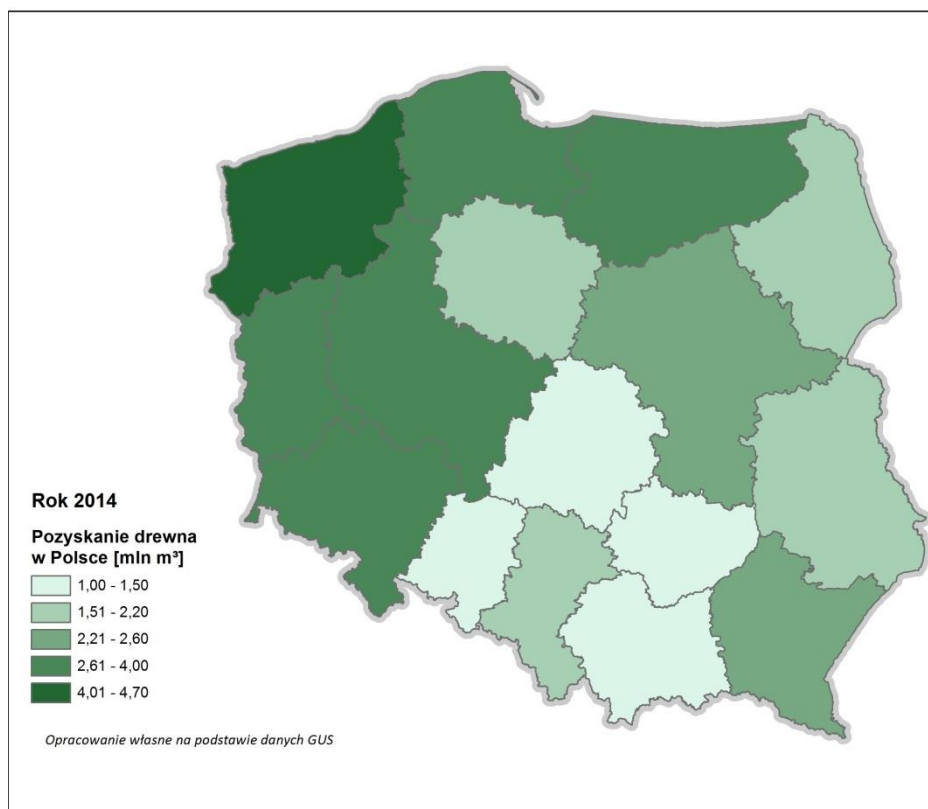 Rok 2014
Pozyskanie drewna
w Polsce [mln m³]
1,00 - 1,50
1,51 - 2,20
2,21 - 2,60
2,61 - 4,00
4,01 - 4,70
Opracowanie własne na podstawie danych GUS